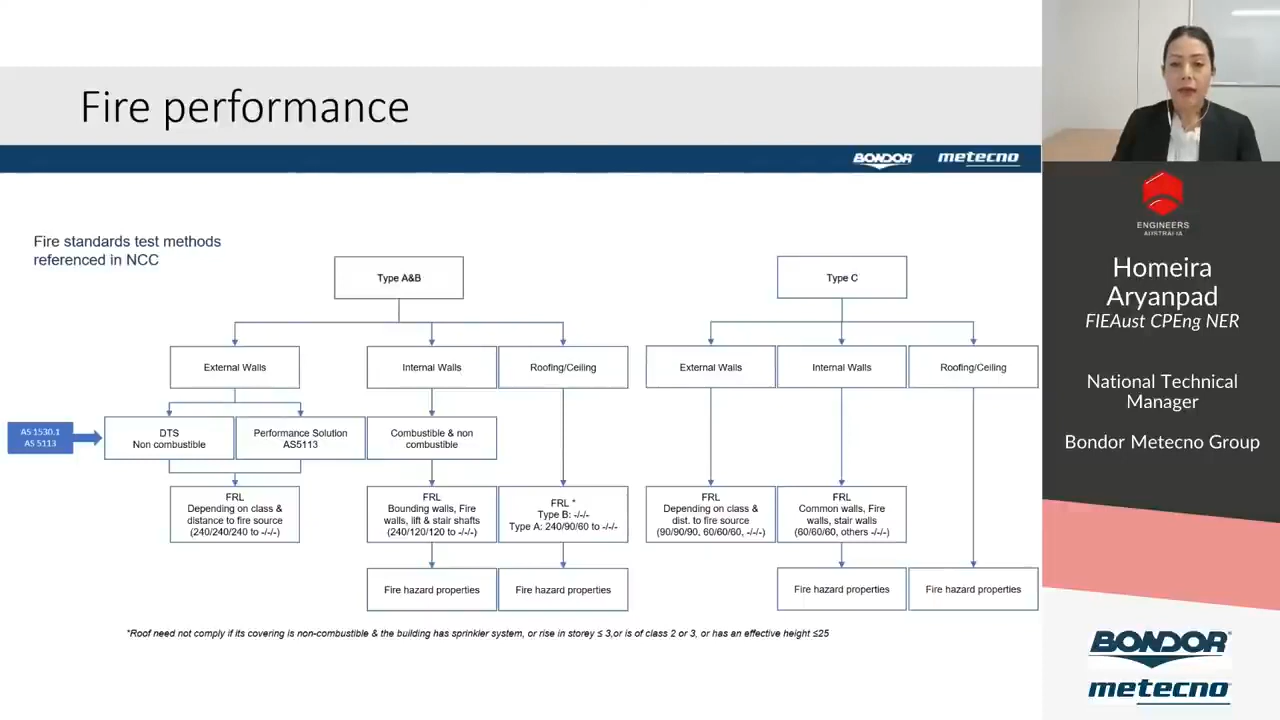 Fire performance
BONDOR
metecno
Fire standards test methods
referenced in NCC
Type A&B
Type C
External Walls
Internal Walls
Roofing/Ceiling
External Walls
Internal Walls
Roofing/Ceiling
AS 1530.1
AS 5113
DTS
Non combustible
Performance Solution
AS5113
Combustible & non
combustible
FRL
Depending on class &
distance to fire source
(240/240/240 to -/-/-)
FRL
Bounding walls, Fire
walls, lift & stair shafts
(240/120/120 to -/-/-)
FRL *
Type B: -/-/-
Type A: 240/90/60 to -/-/-
FRL
Depending on class &
dist. to fire source
(90/90/90, 60/60/60, -/-/-)
FRL
Common walls, Fire
walls, stair walls
(60/60/60, others -/-/-)
Fire hazard properties
Fire hazard properties
Fire hazard properties
Fire hazard properties
*Roof need not comply if its covering is non-combustible & the building has sprinkler system, or rise in storey ≤ 3,or is of class 2 or 3, or has an effective height ≤25
ENGINEERS
AUSTRALIA
Homeira
Aryanpad
FIEAust CPEng NER
National Technical
Manager
Bondor Metecno Group
BONDOR
metecno